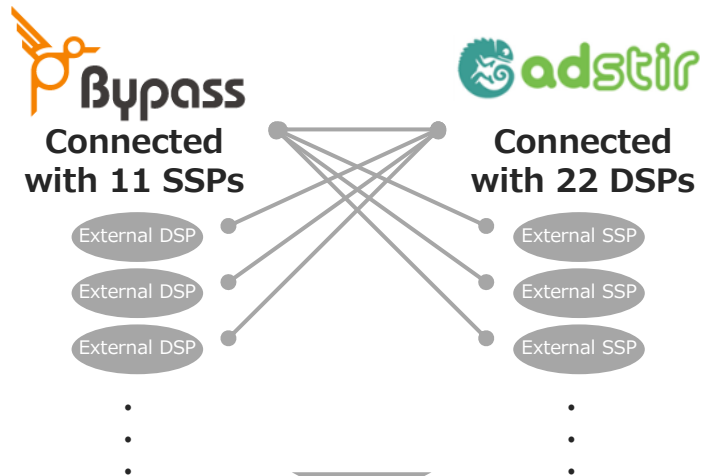 Bypass
adstir
Connected
with 11 SSPs
Connected
with 22 DSPs
External DSP
External SSP
External DSP
External SSP
External DSP
External SSP